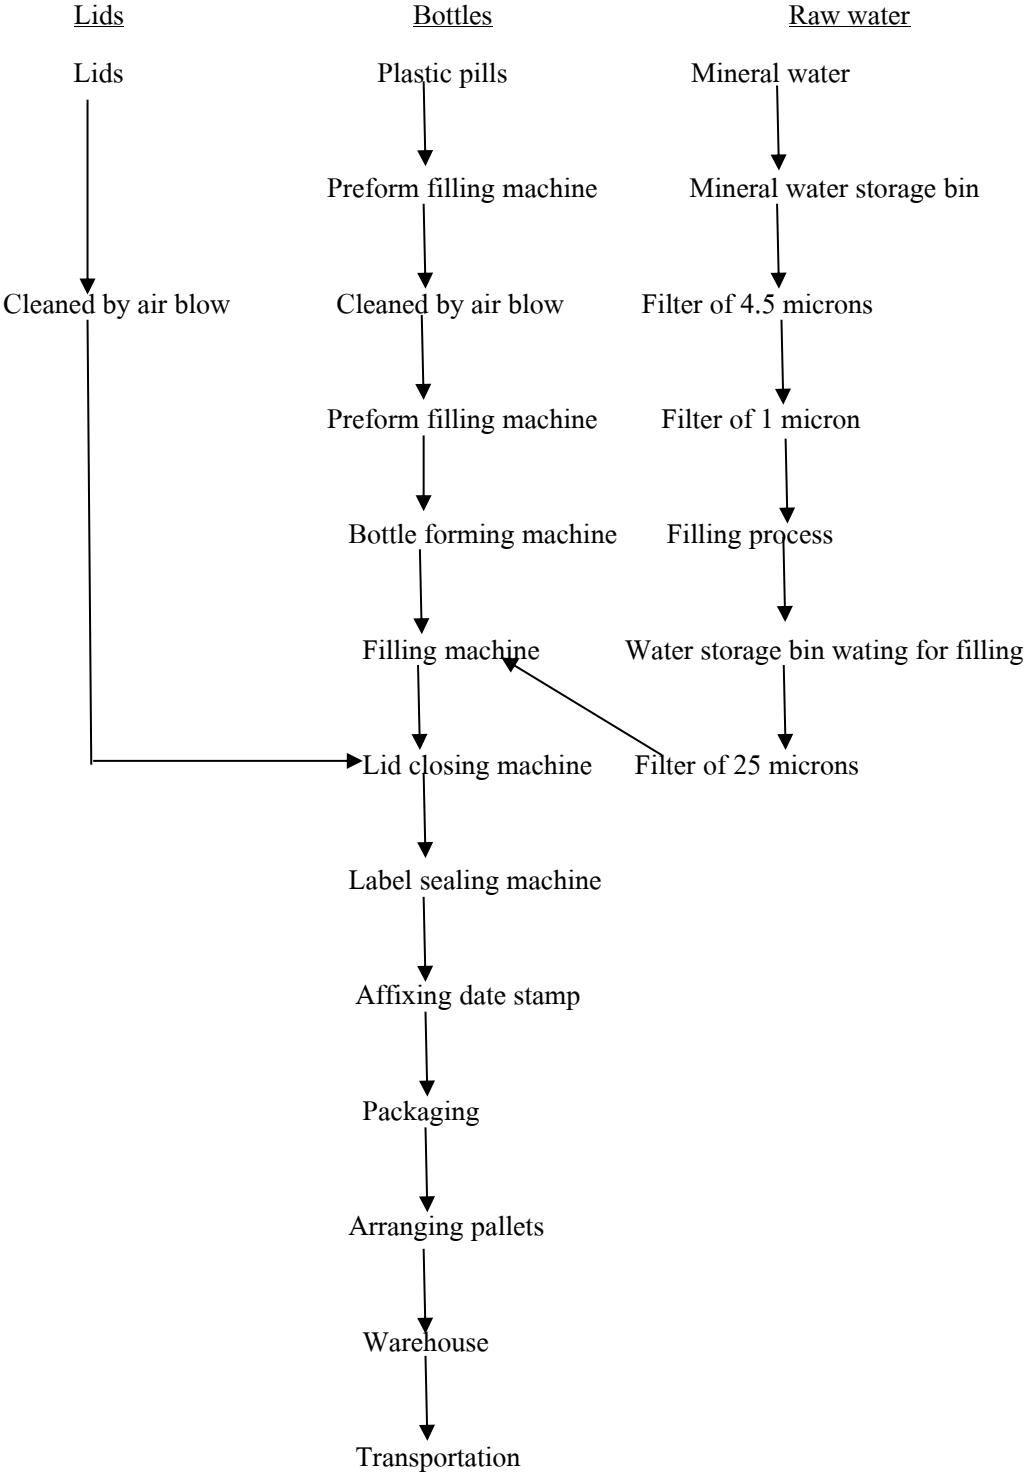 Lids Bottles Raw water
Lids Plastic pills Mineral water
Preform filling machine Mineral water storage bin
Cleaned by air blow Cleaned by air blow Filter of 4.5 microns
Preform filling machine Filter of 1 micron
Bottle forming machine Filling process
Filling machine Water storage bin wating for filling
Lid closing machine Filter of 25 microns
Label sealing machine
Affixing date stamp
Packaging
Arranging pallets
Warehouse
Transportation